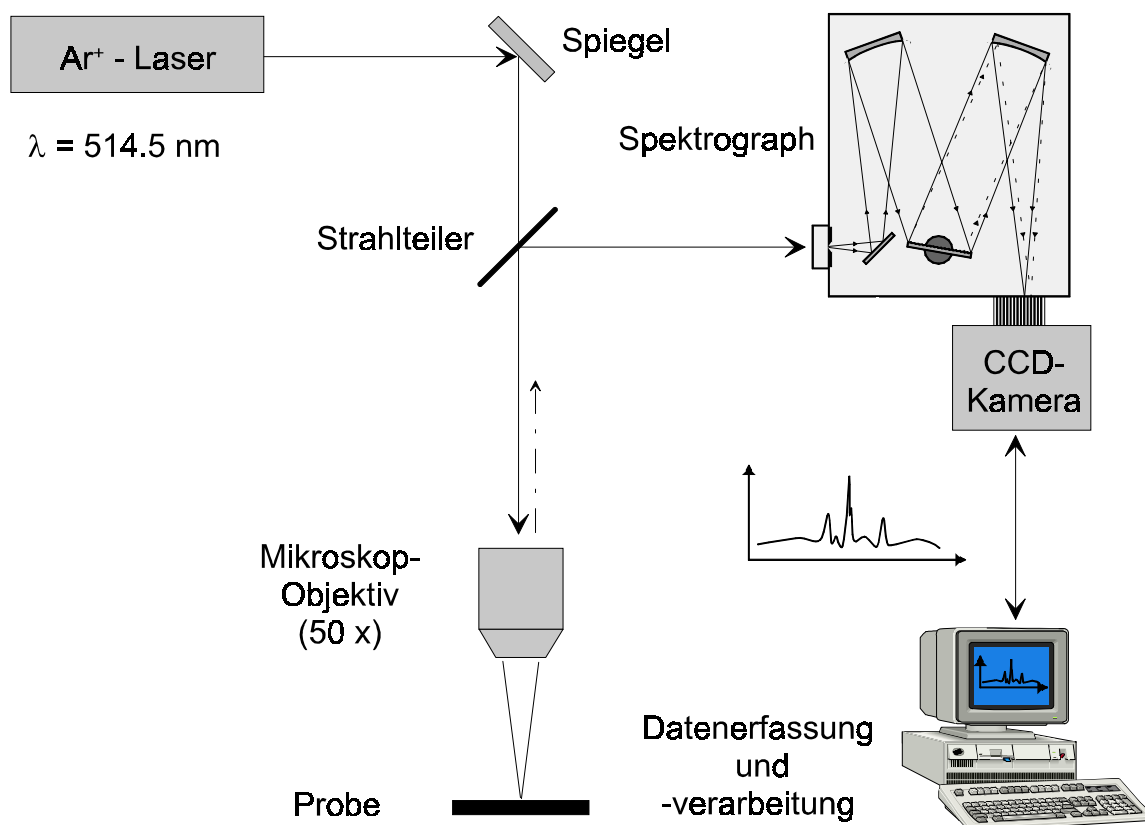 Ar⁺ - Laser
Spiegel
λ = 514.5 nm
Spektrograph
Strahlteiler
CCD-
Kamera
Mikroskop-
Objektiv
(50 x)
Datenerfassung
und
-verarbeitung
Probe